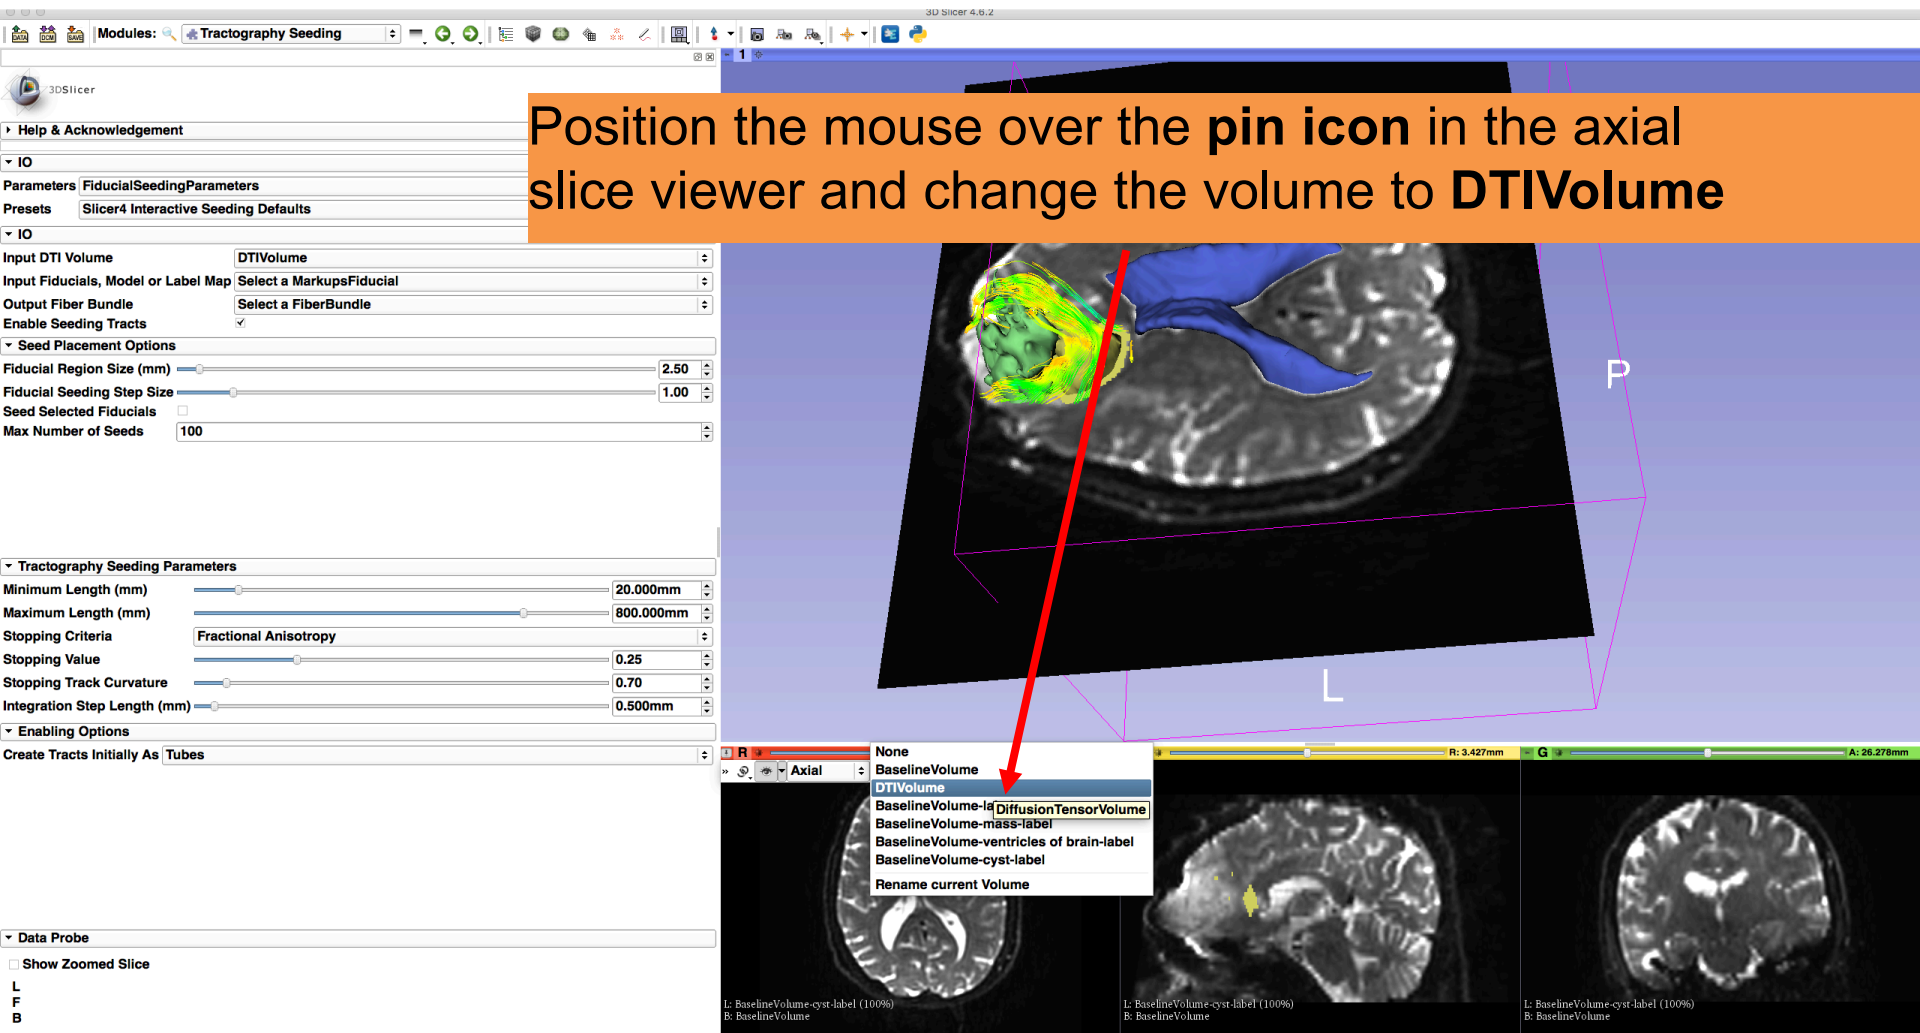 3D Slicer 4.6.2
DATA DCM SAVE Modules: Tractography Seeding
1
3DSlicer
Position the mouse over the pin icon in the axial
slice viewer and change the volume to DTIVolume
Help & Acknowledgement
IO
Parameters FiducialSeedingParameters
Presets Slicer4 Interactive Seeding Defaults
IO
Input DTI Volume DTIVolume
Input Fiducials, Model or Label Map Select a MarkupsFiducial
Output Fiber Bundle Select a FiberBundle
Enable Seeding Tracts
Seed Placement Options
Fiducial Region Size (mm) 2.50
Fiducial Seeding Step Size 1.00
Seed Selected Fiducials
Max Number of Seeds 100
Tractography Seeding Parameters
Minimum Length (mm) 20.000mm
Maximum Length (mm) 800.000mm
Stopping Criteria Fractional Anisotropy
Stopping Value 0.25
Stopping Track Curvature 0.70
Integration Step Length (mm) 0.500mm
Enabling Options
Create Tracts Initially As Tubes
Data Probe
Show Zoomed Slice
L
F
B
P
L
R
R: 3.427mm
G A: 26.278mm
Axial
None
BaselineVolume
DTIVolume
BaselineVolume-la
DiffusionTensorVolume
BaselineVolume-mass-label
BaselineVolume-ventricles of brain-label
BaselineVolume-cyst-label
Rename current Volume
L: BaselineVolume-cyst-label (100%)
B: BaselineVolume
L: BaselineVolume-cyst-label (100%)
B: BaselineVolume
L: BaselineVolume-cyst-label (100%)
B: BaselineVolume